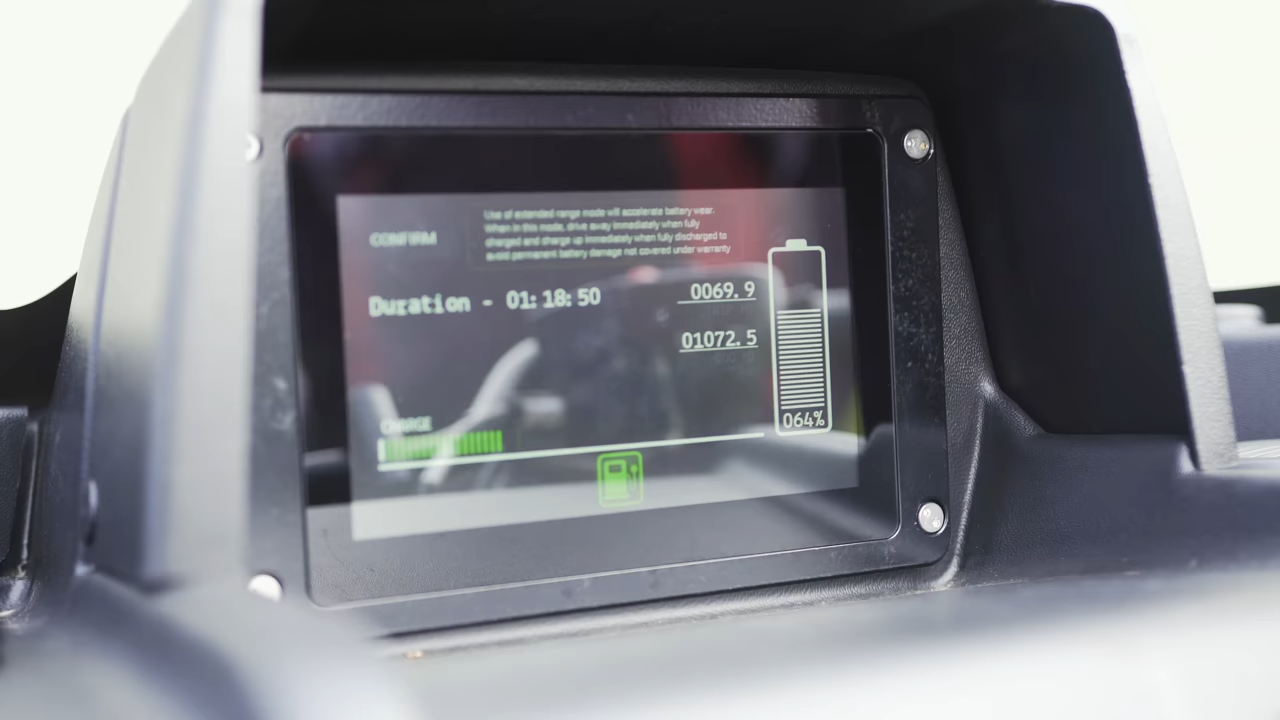 CONFIRM
Use of extended range mode will accelerate battery wear.
When in this mode, drive away immediately when fully
charged and charge up immediately when fully discharged to
avoid permanent battery damage not covered under warranty
Duration - 01:18:50
0069.9
01072.5
064%
CHARGE